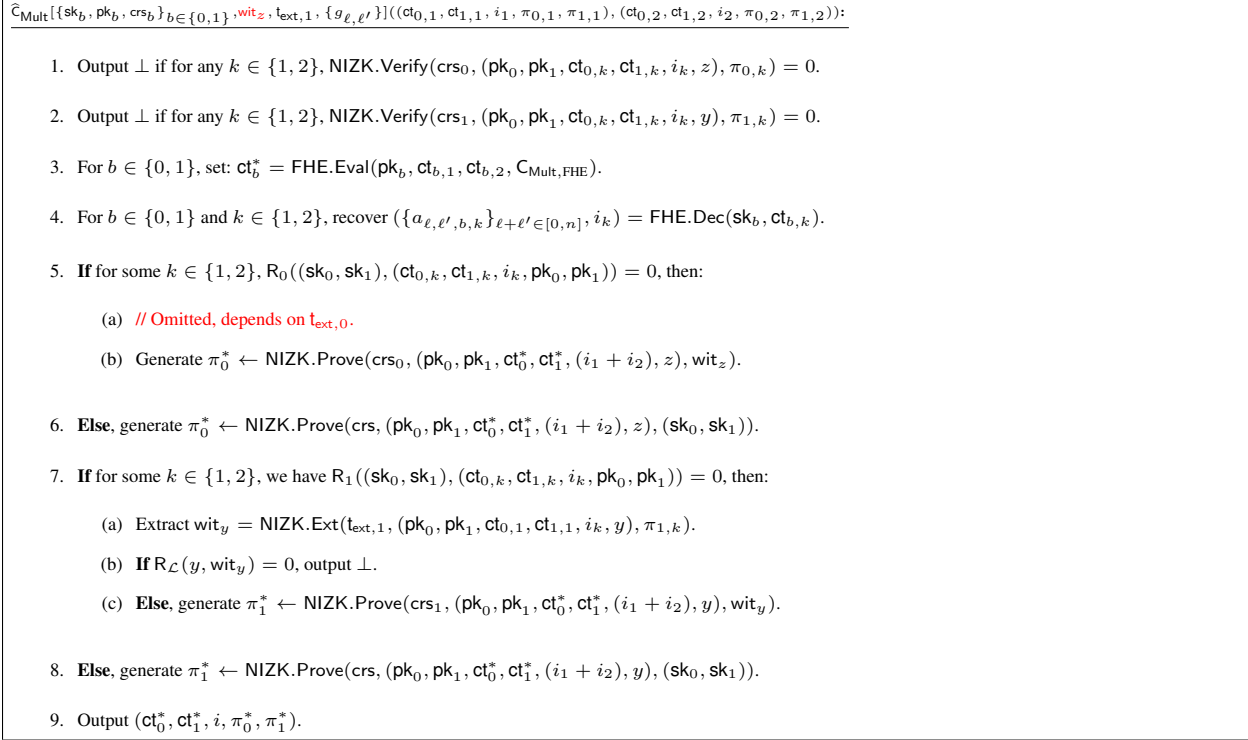 Ĉ_Mult[{sk_b, pk_b, crs_b}_{b∈{0,1}}, wit_z, t_{ext,1}, {g_{ℓ,ℓ′}}]((ct_{0,1}, ct_{1,1}, i_1, π_{0,1}, π_{1,1}), (ct_{0,2}, ct_{1,2}, i_2, π_{0,2}, π_{1,2})):
1. Output ⊥ if for any k ∈ {1, 2}, NIZK.Verify(crs_0, (pk_0, pk_1, ct_{0,k}, ct_{1,k}, i_k, z), π_{0,k}) = 0.
2. Output ⊥ if for any k ∈ {1, 2}, NIZK.Verify(crs_1, (pk_0, pk_1, ct_{0,k}, ct_{1,k}, i_k, y), π_{1,k}) = 0.
3. For b ∈ {0, 1}, set: ct*_b = FHE.Eval(pk_b, ct_{b,1}, ct_{b,2}, C_{Mult,FHE}).
4. For b ∈ {0, 1} and k ∈ {1, 2}, recover ({a_{ℓ,ℓ′,b,k}}_{ℓ+ℓ′∈[0,n]}, i_k) = FHE.Dec(sk_b, ct_{b,k}).
5. If for some k ∈ {1, 2}, R_0((sk_0, sk_1), (ct_{0,k}, ct_{1,k}, i_k, pk_0, pk_1)) = 0, then:
(a) // Omitted, depends on t_{ext,0}.
(b) Generate π*_0 ← NIZK.Prove(crs_0, (pk_0, pk_1, ct*_0, ct*_1, (i_1 + i_2), z), wit_z).
6. Else, generate π*_0 ← NIZK.Prove(crs, (pk_0, pk_1, ct*_0, ct*_1, (i_1 + i_2), z), (sk_0, sk_1)).
7. If for some k ∈ {1, 2}, we have R_1((sk_0, sk_1), (ct_{0,k}, ct_{1,k}, i_k, pk_0, pk_1)) = 0, then:
(a) Extract wit_y = NIZK.Ext(t_{ext,1}, (pk_0, pk_1, ct_{0,1}, ct_{1,1}, i_k, y), π_{1,k}).
(b) If R_ℒ(y, wit_y) = 0, output ⊥.
(c) Else, generate π*_1 ← NIZK.Prove(crs_1, (pk_0, pk_1, ct*_0, ct*_1, (i_1 + i_2), y), wit_y).
8. Else, generate π*_1 ← NIZK.Prove(crs, (pk_0, pk_1, ct*_0, ct*_1, (i_1 + i_2), y), (sk_0, sk_1)).
9. Output (ct*_0, ct*_1, i, π*_0, π*_1).